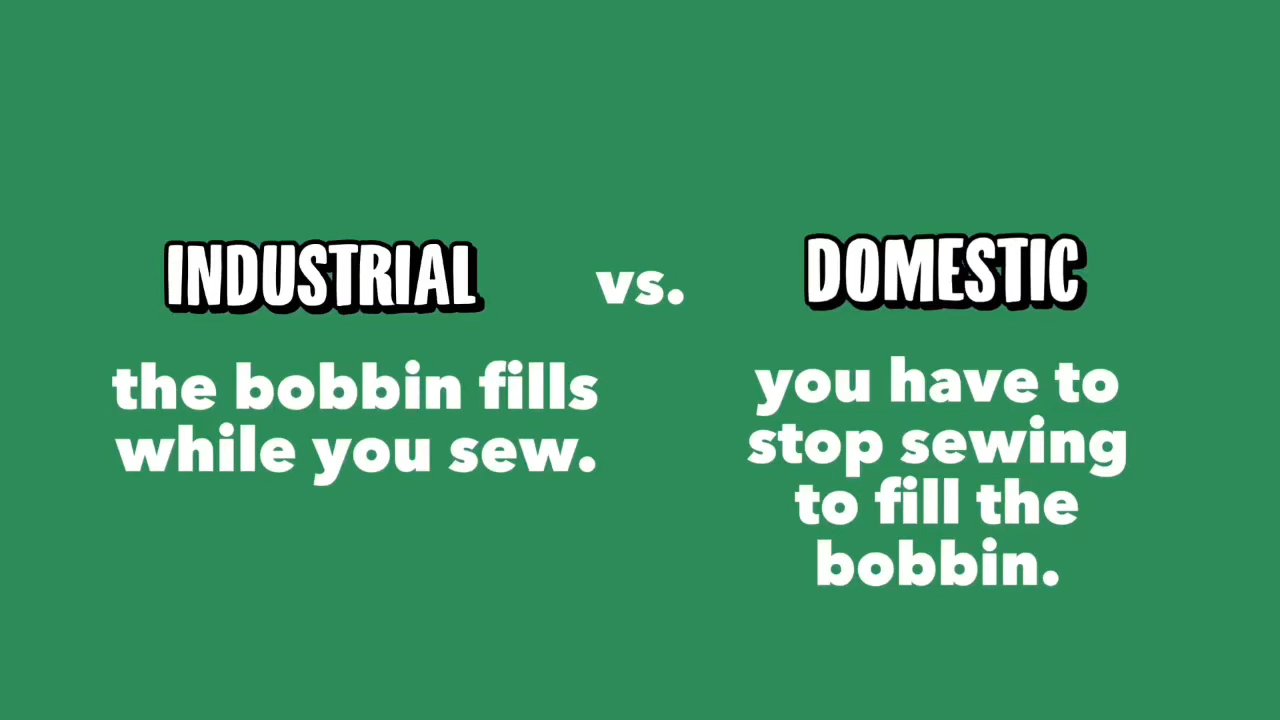 INDUSTRIAL
vs.
DOMESTIC
the bobbin fills
while you sew.
you have to
stop sewing
to fill the
bobbin.